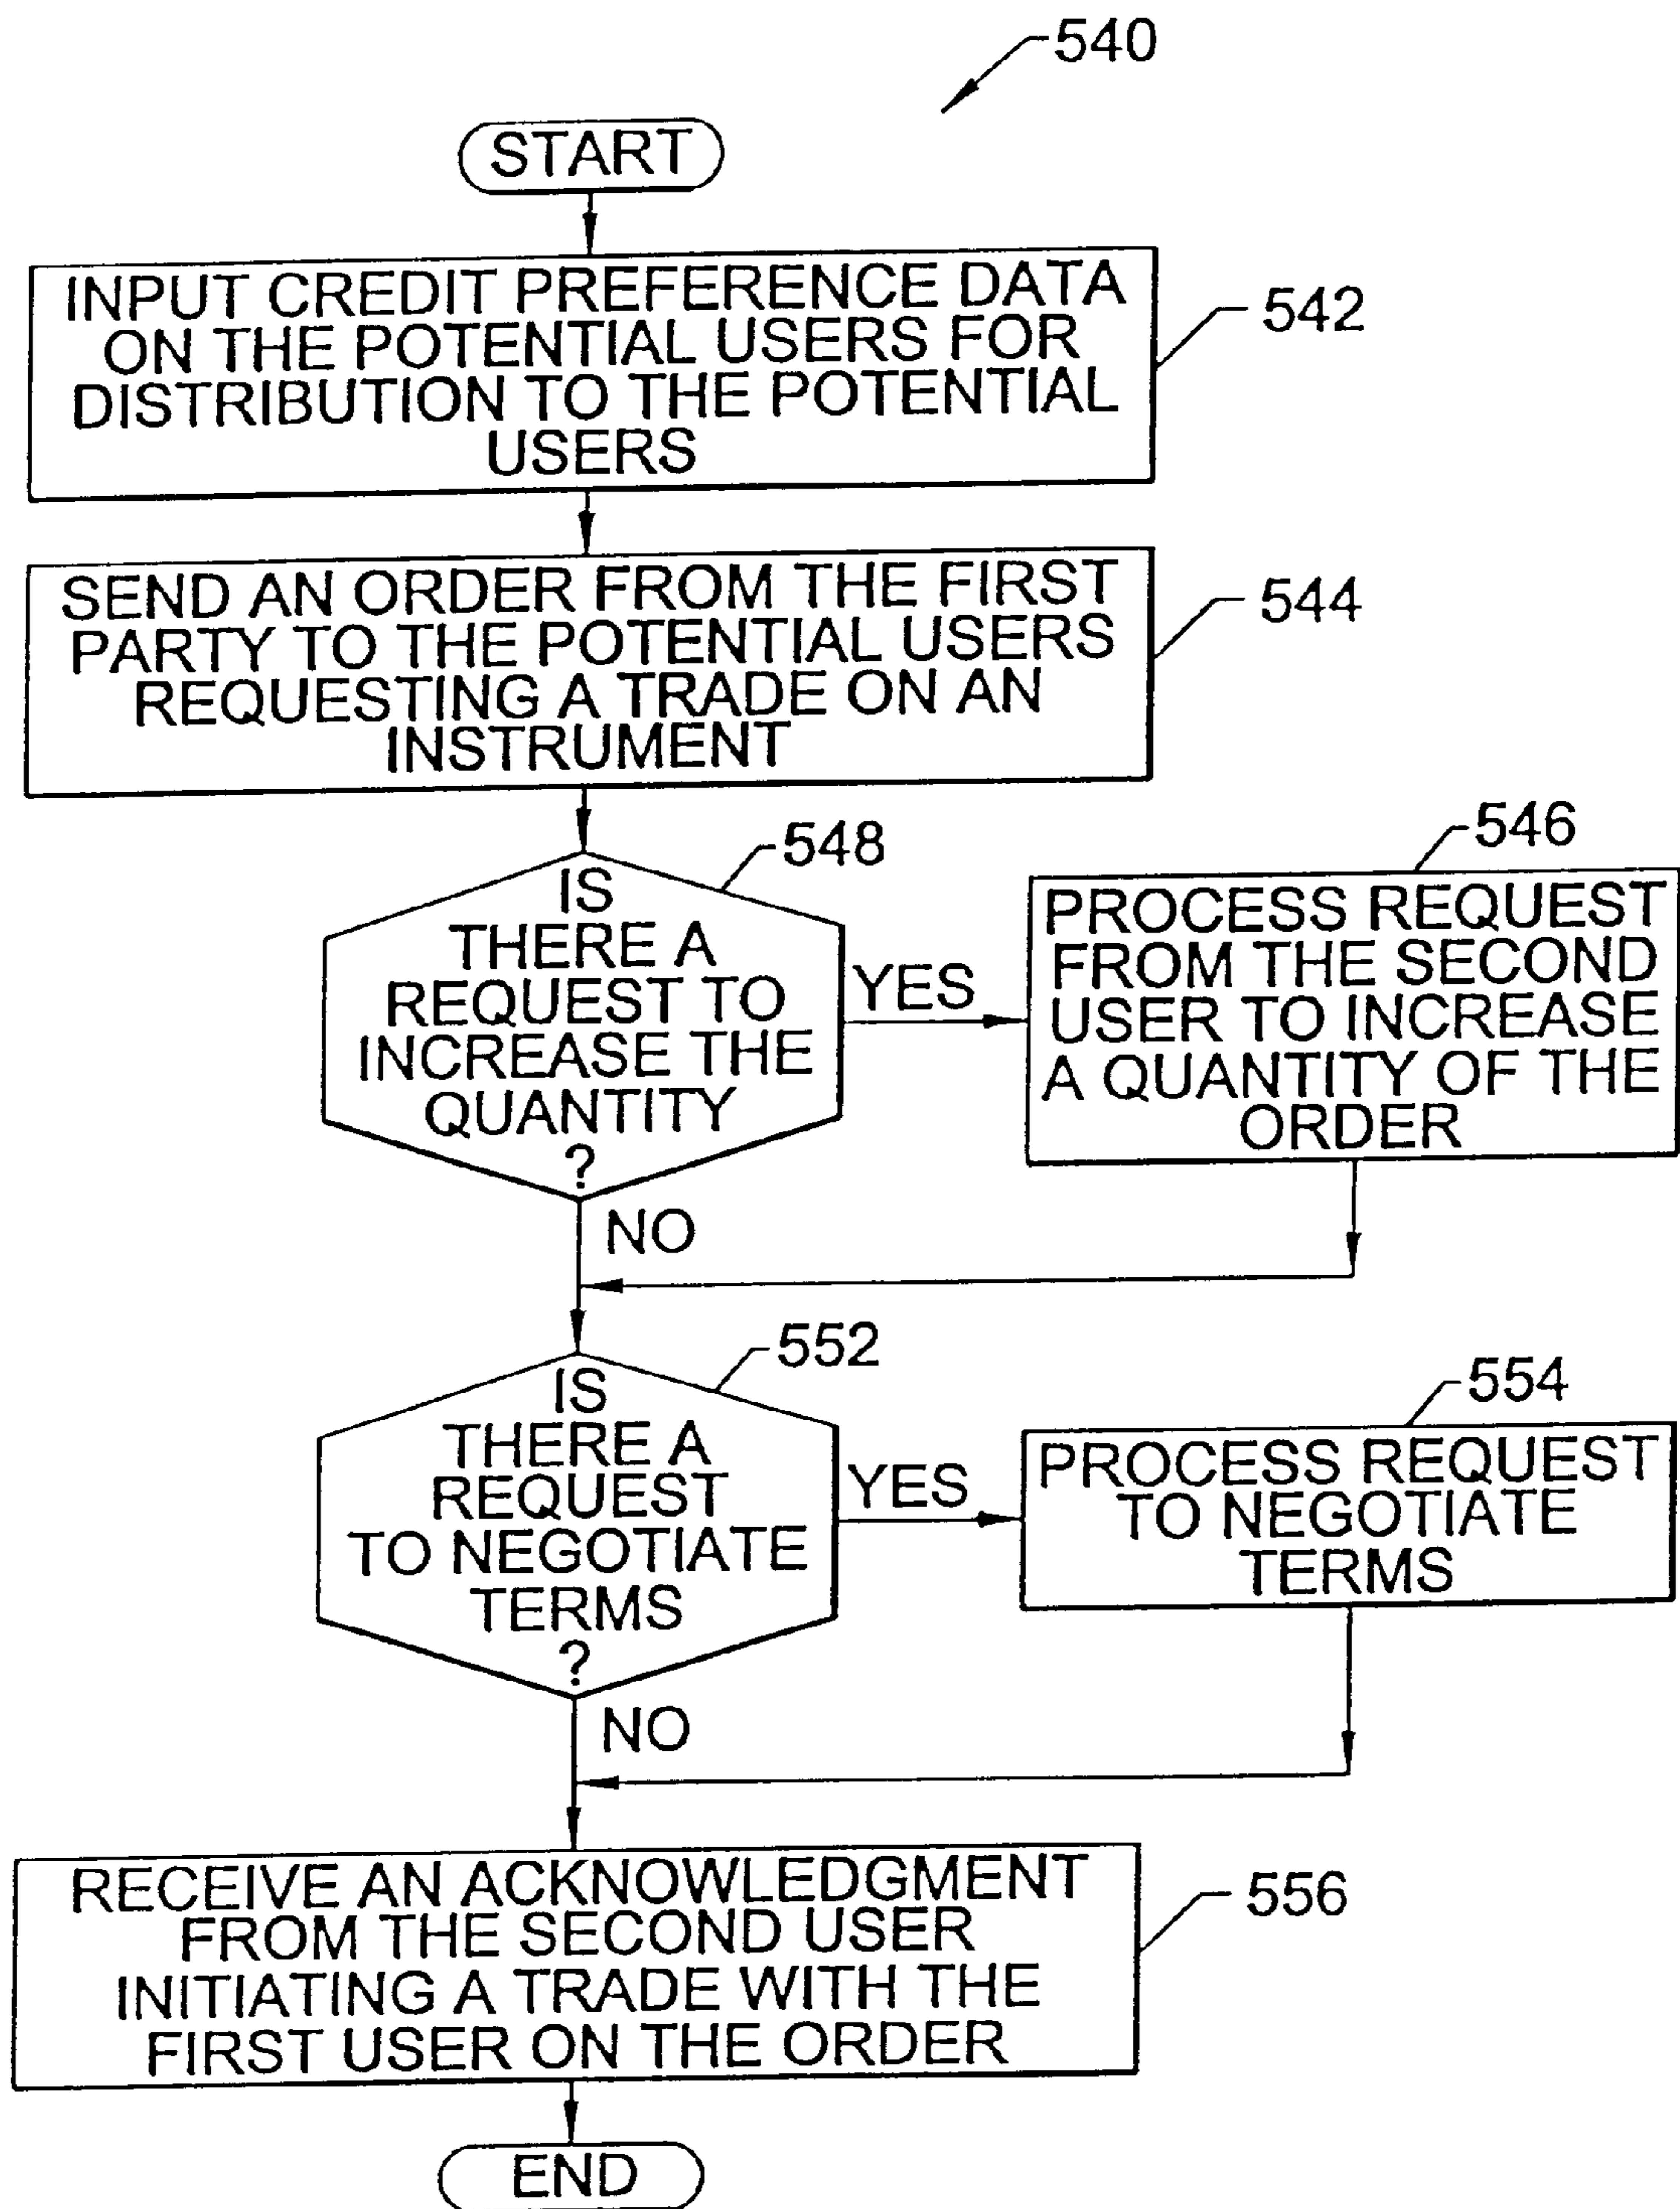 540
START
INPUT CREDIT PREFERENCE DATA
ON THE POTENTIAL USERS FOR
DISTRIBUTION TO THE POTENTIAL
USERS
542
SEND AN ORDER FROM THE FIRST
PARTY TO THE POTENTIAL USERS
REQUESTING A TRADE ON AN
INSTRUMENT
544
548
IS
THERE A
REQUEST TO
INCREASE THE
QUANTITY
?
YES
NO
546
PROCESS REQUEST
FROM THE SECOND
USER TO INCREASE
A QUANTITY OF THE
ORDER
552
IS
THERE A
REQUEST
TO NEGOTIATE
TERMS
?
YES
NO
554
PROCESS REQUEST
TO NEGOTIATE
TERMS
RECEIVE AN ACKNOWLEDGMENT
FROM THE SECOND USER
INITIATING A TRADE WITH THE
FIRST USER ON THE ORDER
556
END